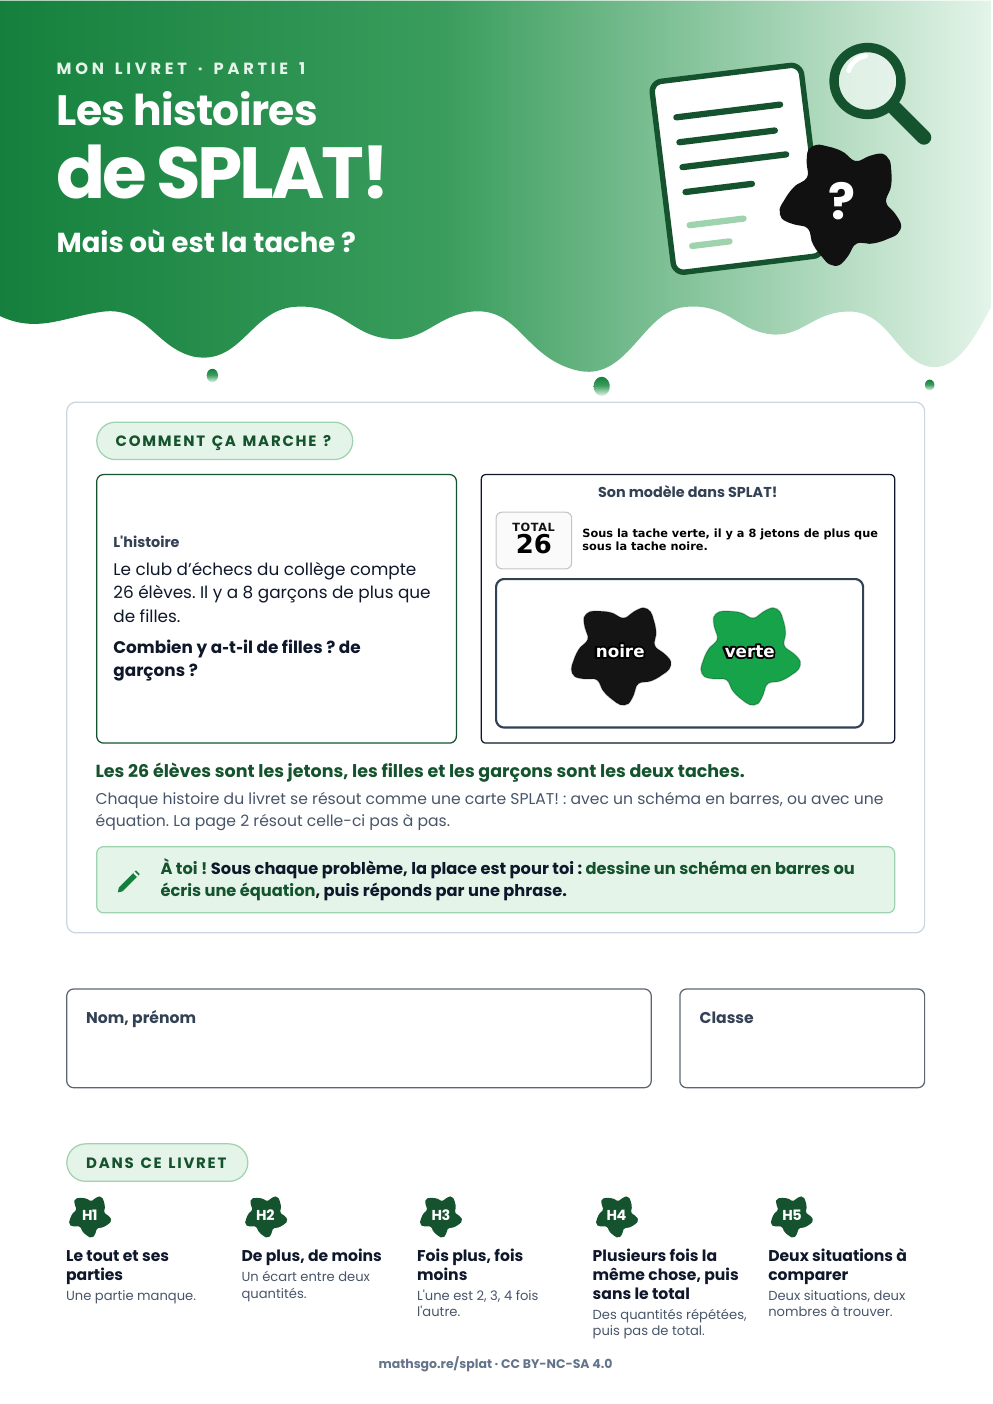 MON LIVRET · PARTIE 1
Les histoires
de SPLAT!
Mais où est la tache ?
?
COMMENT ÇA MARCHE ?
L'histoire
Le club d’échecs du collège compte
26 élèves. Il y a 8 garçons de plus que
de filles.
Combien y a-t-il de filles ? de
garçons ?
Son modèle dans SPLAT!
TOTAL
26
Sous la tache verte, il y a 8 jetons de plus que
sous la tache noire.
noire
verte
Les 26 élèves sont les jetons, les filles et les garçons sont les deux taches.
Chaque histoire du livret se résout comme une carte SPLAT! : avec un schéma en barres, ou avec une
équation. La page 2 résout celle-ci pas à pas.
À toi ! Sous chaque problème, la place est pour toi : dessine un schéma en barres ou
écris une équation, puis réponds par une phrase.
Nom, prénom
Classe
DANS CE LIVRET
H1
Le tout et ses
parties
Une partie manque.
H2
De plus, de moins
Un écart entre deux
quantités.
H3
Fois plus, fois
moins
L'une est 2, 3, 4 fois
l'autre.
H4
Plusieurs fois la
même chose, puis
sans le total
Des quantités répétées,
puis pas de total.
H5
Deux situations à
comparer
Deux situations, deux
nombres à trouver.
mathsgo.re/splat · CC BY-NC-SA 4.0